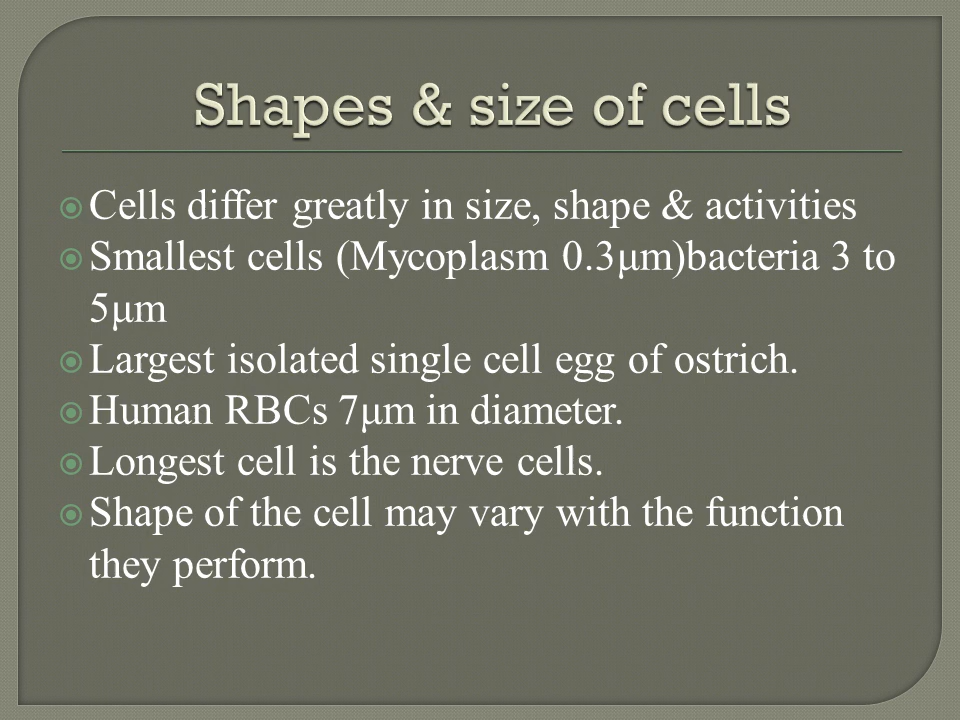 Shapes & size of cells
Cells differ greatly in size, shape & activities
Smallest cells (Mycoplasm 0.3μm)bacteria 3 to
5μm
Largest isolated single cell egg of ostrich.
Human RBCs 7μm in diameter.
Longest cell is the nerve cells.
Shape of the cell may vary with the function
they perform.